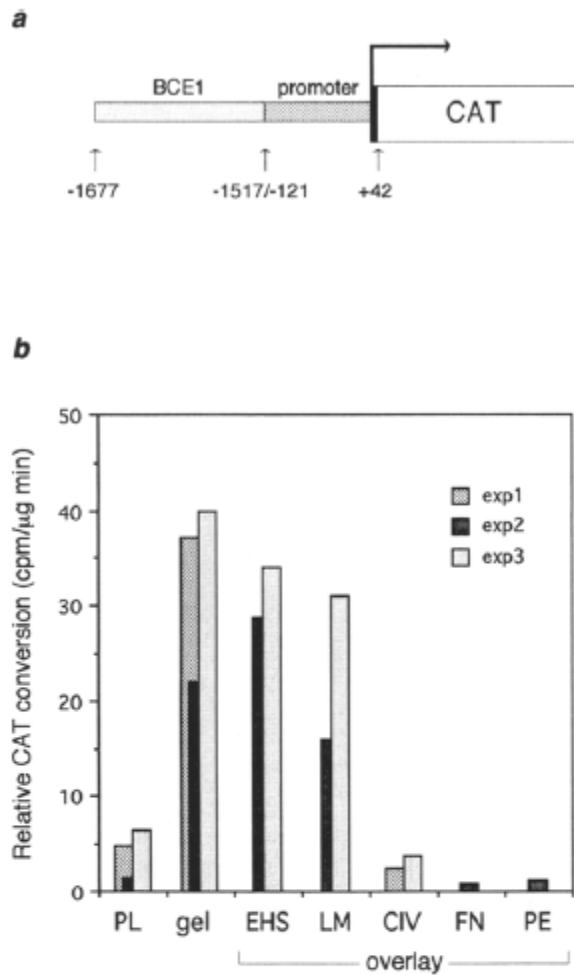 a
BCE1 promoter CAT
-1677 -1517/-121 +42
b
Relative CAT conversion (cpm/µg min)
50
40
30
20
10
0
exp1
exp2
exp3
PL gel EHS LM CIV FN PE
overlay